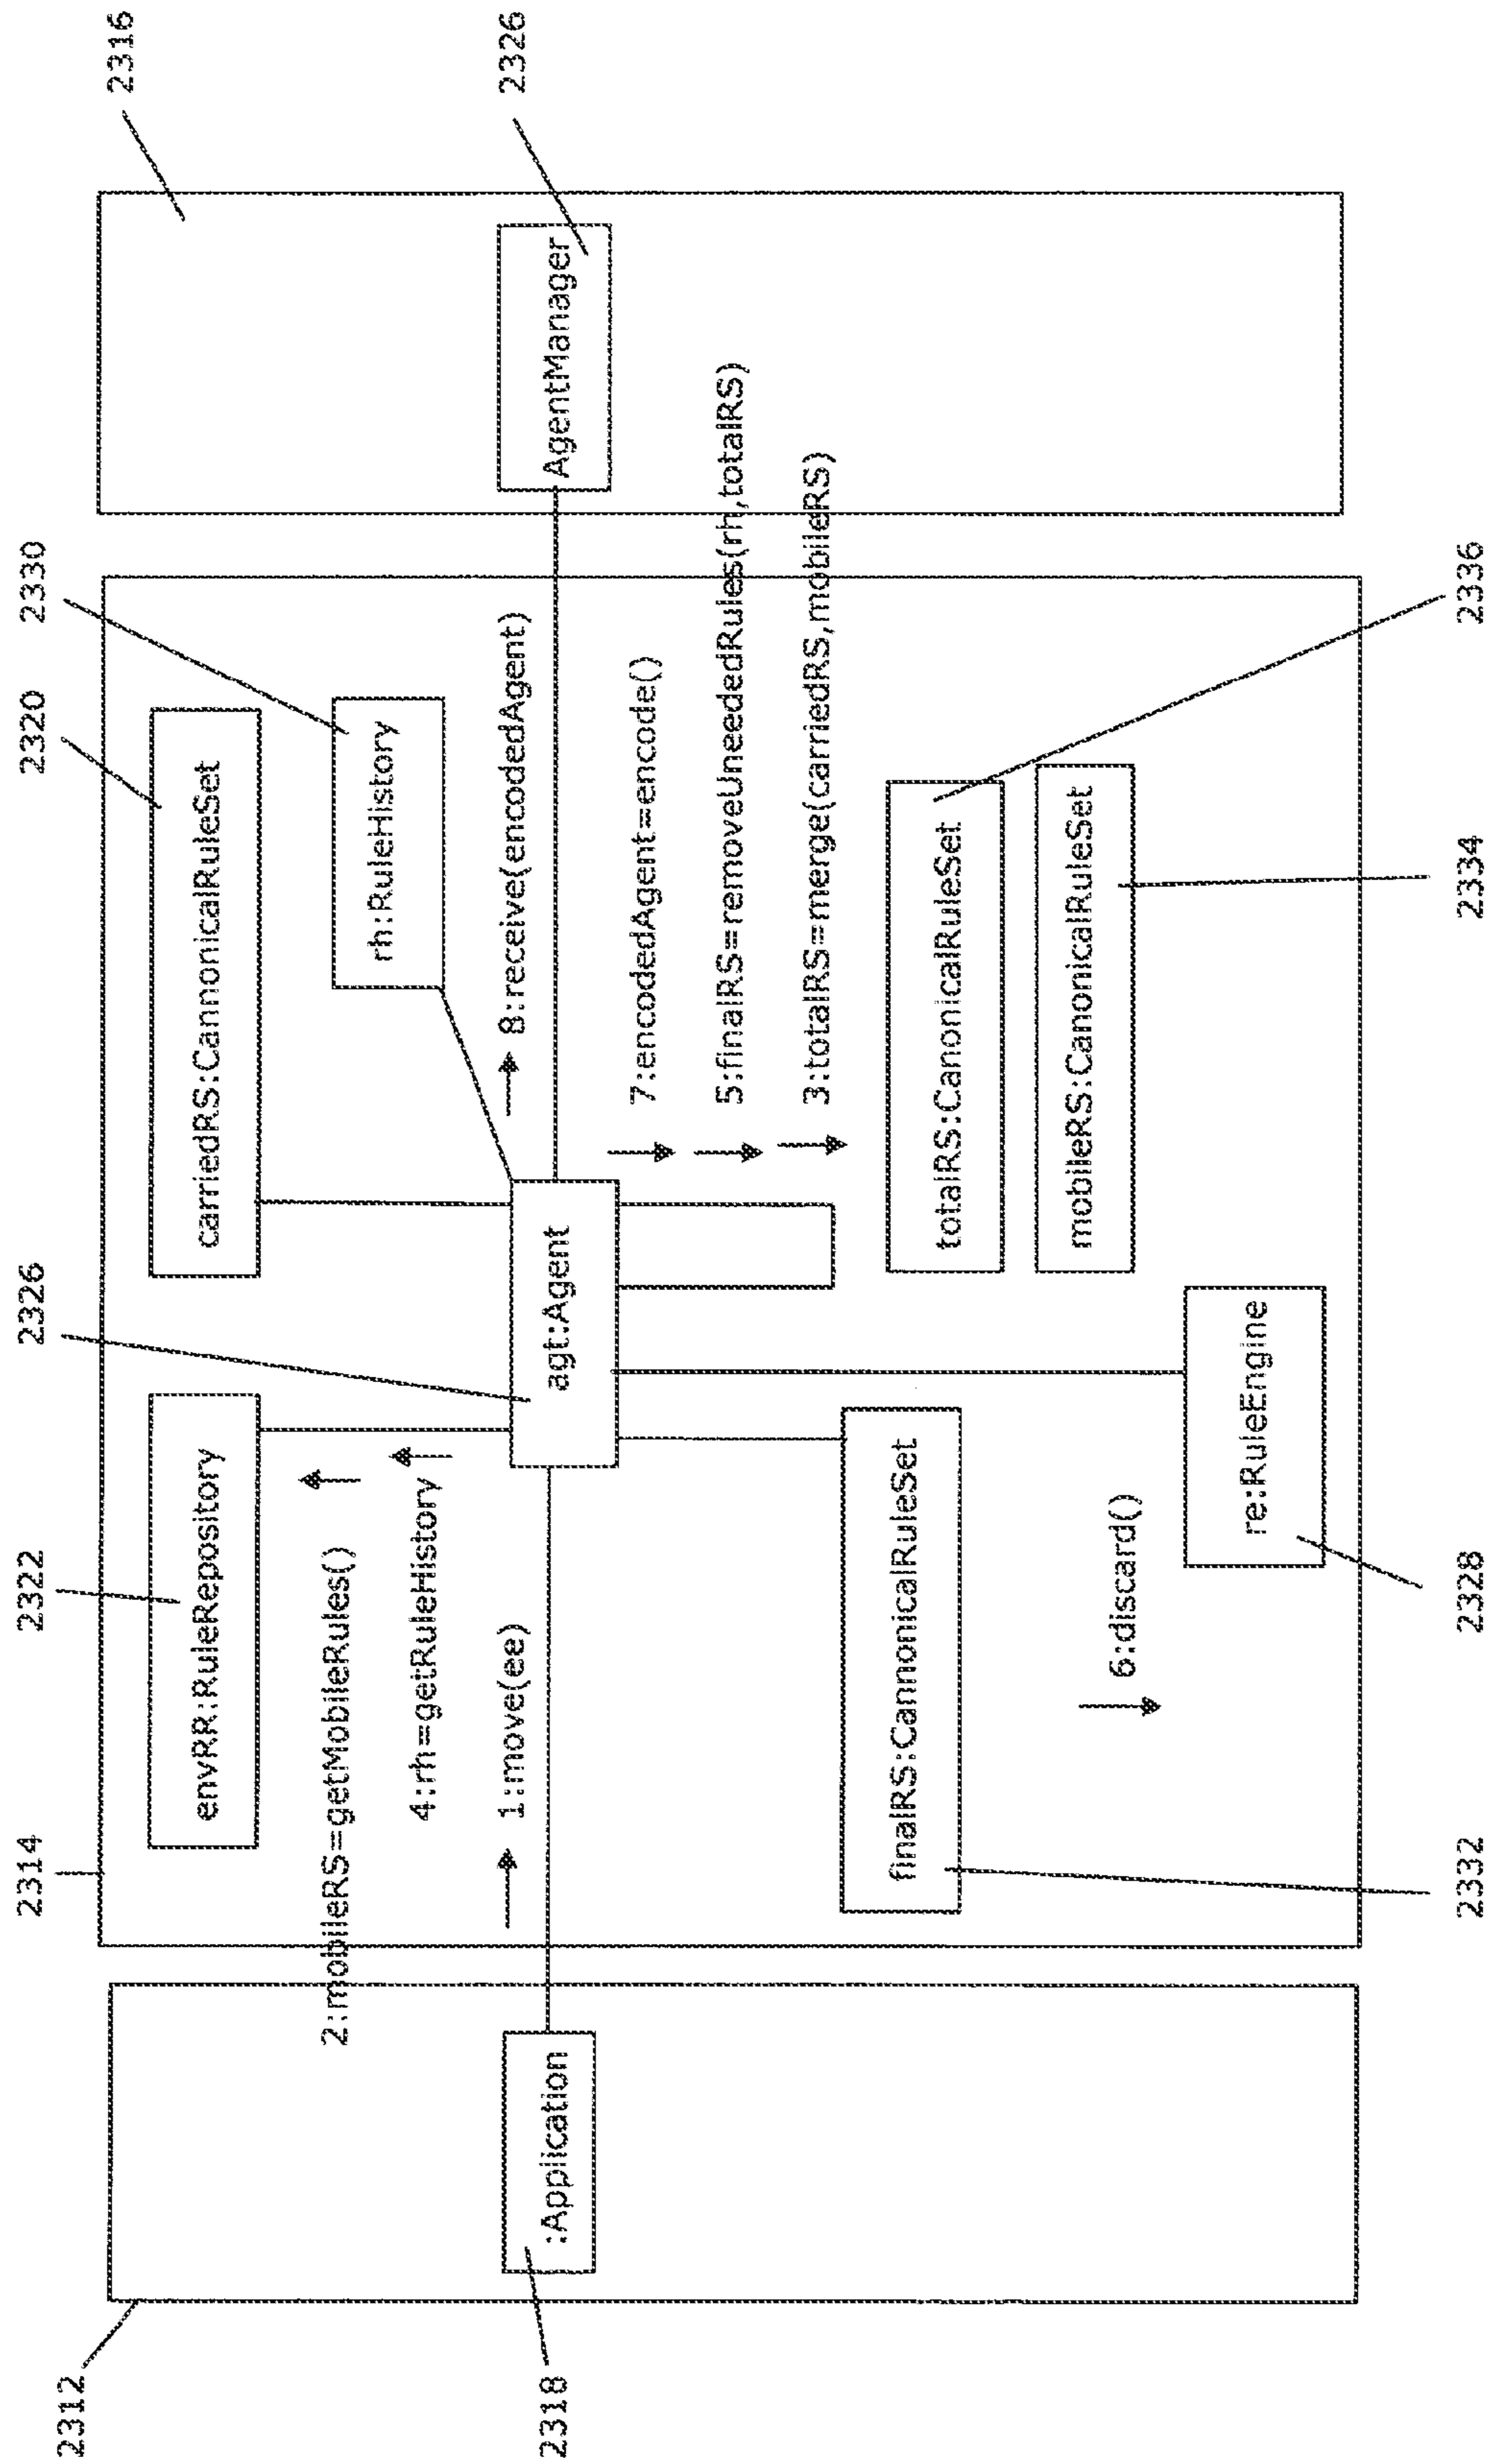 2316
2326
AgentManager
2330
2320
carriedRS:CannonicalRuleSet
rh:RuleHistory
8:receive(encodedAgent)
7:encodedAgent=encode()
5:finalRS=removeUneededRules(rh,totalRS)
3:totalRS=merge(carriedRS,mobileRS)
totalRS:CanonicalRuleSet
mobileRS:CanonicalRuleSet
2336
2334
2326
agt:Agent
2322
envRR:RuleRepository
2:mobileRS=getMobileRules()
4:rh=getRuleHistory
1:move(ee)
finalRS:CannonicalRuleSet
6:discard()
re:RuleEngine
2328
2332
2314
:Application
2312
2318